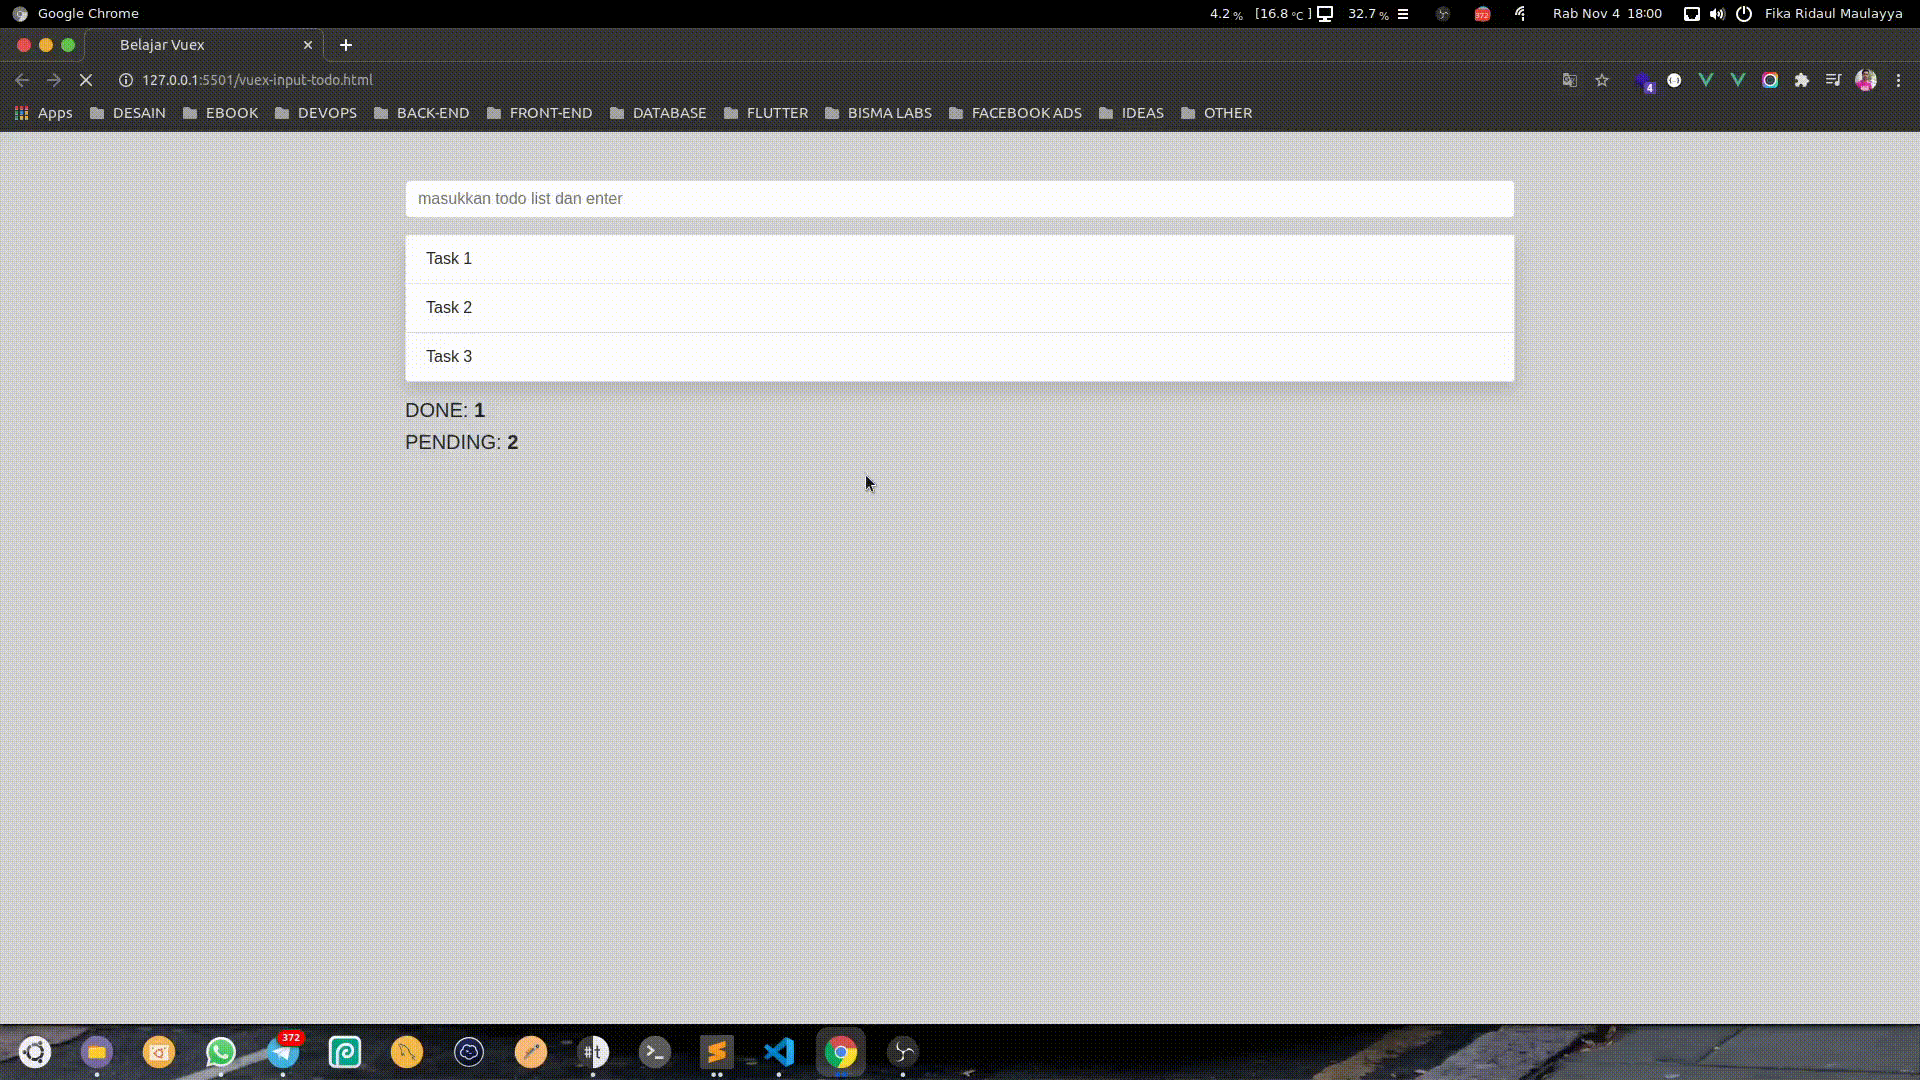 Google Chrome 4.2 % [16.8 °C ] 32.7 % 372 Rab Nov 4 18:00 Fika Ridaul Maulayya
Belajar Vuex
127.0.0.1:5501/vuex-input-todo.html 4
Apps DESAIN EBOOK DEVOPS BACK-END FRONT-END DATABASE FLUTTER BISMA LABS FACEBOOK ADS IDEAS OTHER
masukkan todo list dan enter
Task 1
Task 2
Task 3
DONE: 1
PENDING: 2
372
#t